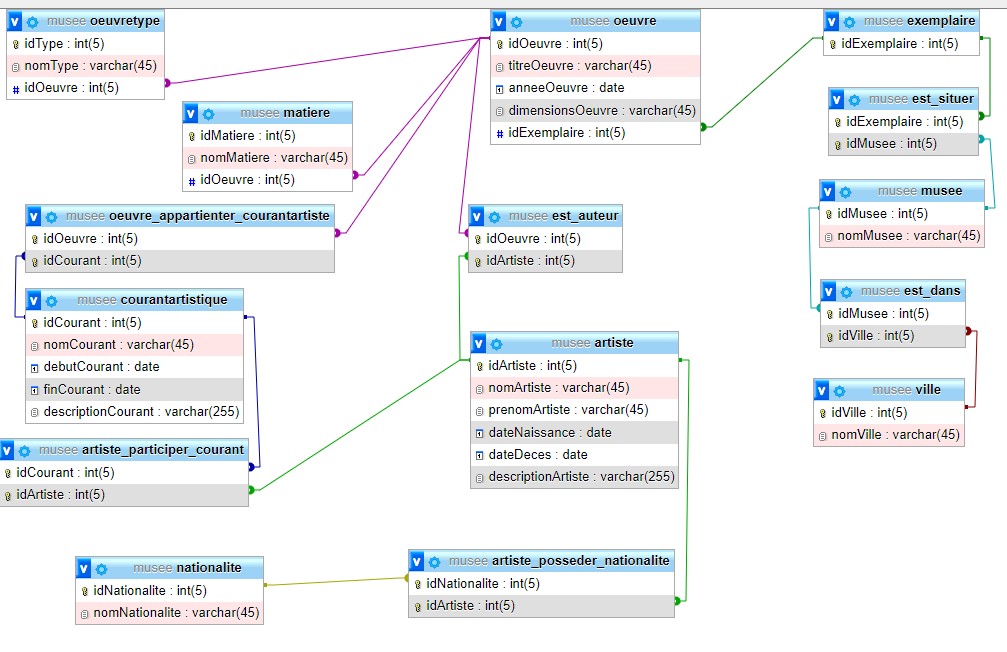 musee oeuvretype
idType : int(5)
nomType : varchar(45)
# idOeuvre : int(5)
musee oeuvre
idOeuvre : int(5)
titreOeuvre : varchar(45)
anneeOeuvre : date
dimensionsOeuvre : varchar(45)
# idExemplaire : int(5)
musee exemplaire
idExemplaire : int(5)
musee matiere
idMatiere : int(5)
nomMatiere : varchar(45)
# idOeuvre : int(5)
musee est_situer
idExemplaire : int(5)
idMusee : int(5)
musee musee
idMusee : int(5)
nomMusee : varchar(45)
musee oeuvre_appartienter_courantartiste
idOeuvre : int(5)
idCourant : int(5)
musee est_auteur
idOeuvre : int(5)
idArtiste : int(5)
musee courantartistique
idCourant : int(5)
nomCourant : varchar(45)
debutCourant : date
finCourant : date
descriptionCourant : varchar(255)
musee est_dans
idMusee : int(5)
idVille : int(5)
musee artiste
idArtiste : int(5)
nomArtiste : varchar(45)
prenomArtiste : varchar(45)
dateNaissance : date
dateDeces : date
descriptionArtiste : varchar(255)
musee ville
idVille : int(5)
nomVille : varchar(45)
musee artiste_participer_courant
idCourant : int(5)
idArtiste : int(5)
musee nationalite
idNationalite : int(5)
nomNationalite : varchar(45)
musee artiste_posseder_nationalite
idNationalite : int(5)
idArtiste : int(5)